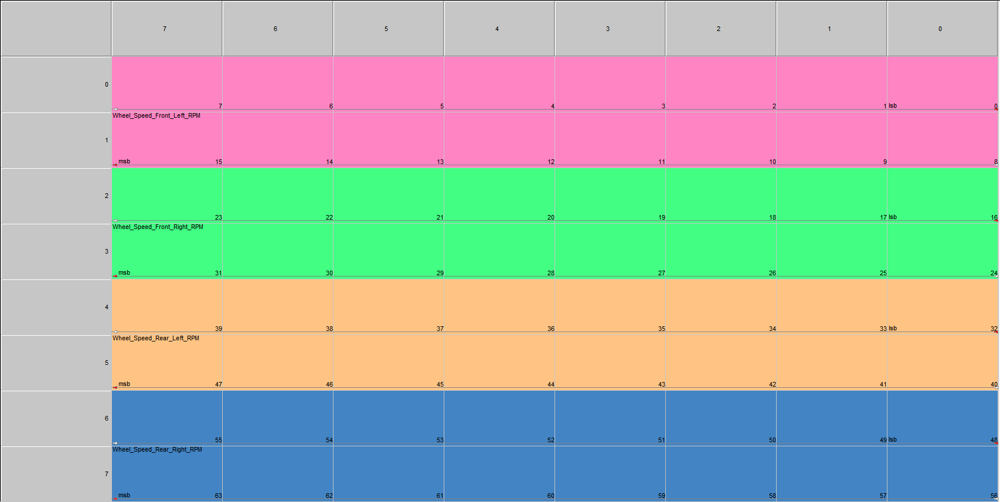 7 6 5 4 3 2 1 0
0
7 6 5 4 3 2 1 lsb 0
Wheel_Speed_Front_Left_RPM
1
msb 15 14 13 12 11 10 9 8
2
23 22 21 20 19 18 17 lsb 16
Wheel_Speed_Front_Right_RPM
3
msb 31 30 29 28 27 26 25 24
4
39 38 37 36 35 34 33 lsb 32
Wheel_Speed_Rear_Left_RPM
5
msb 47 46 45 44 43 42 41 40
6
55 54 53 52 51 50 49 lsb 48
Wheel_Speed_Rear_Right_RPM
7
msb 63 62 61 60 59 58 57 56